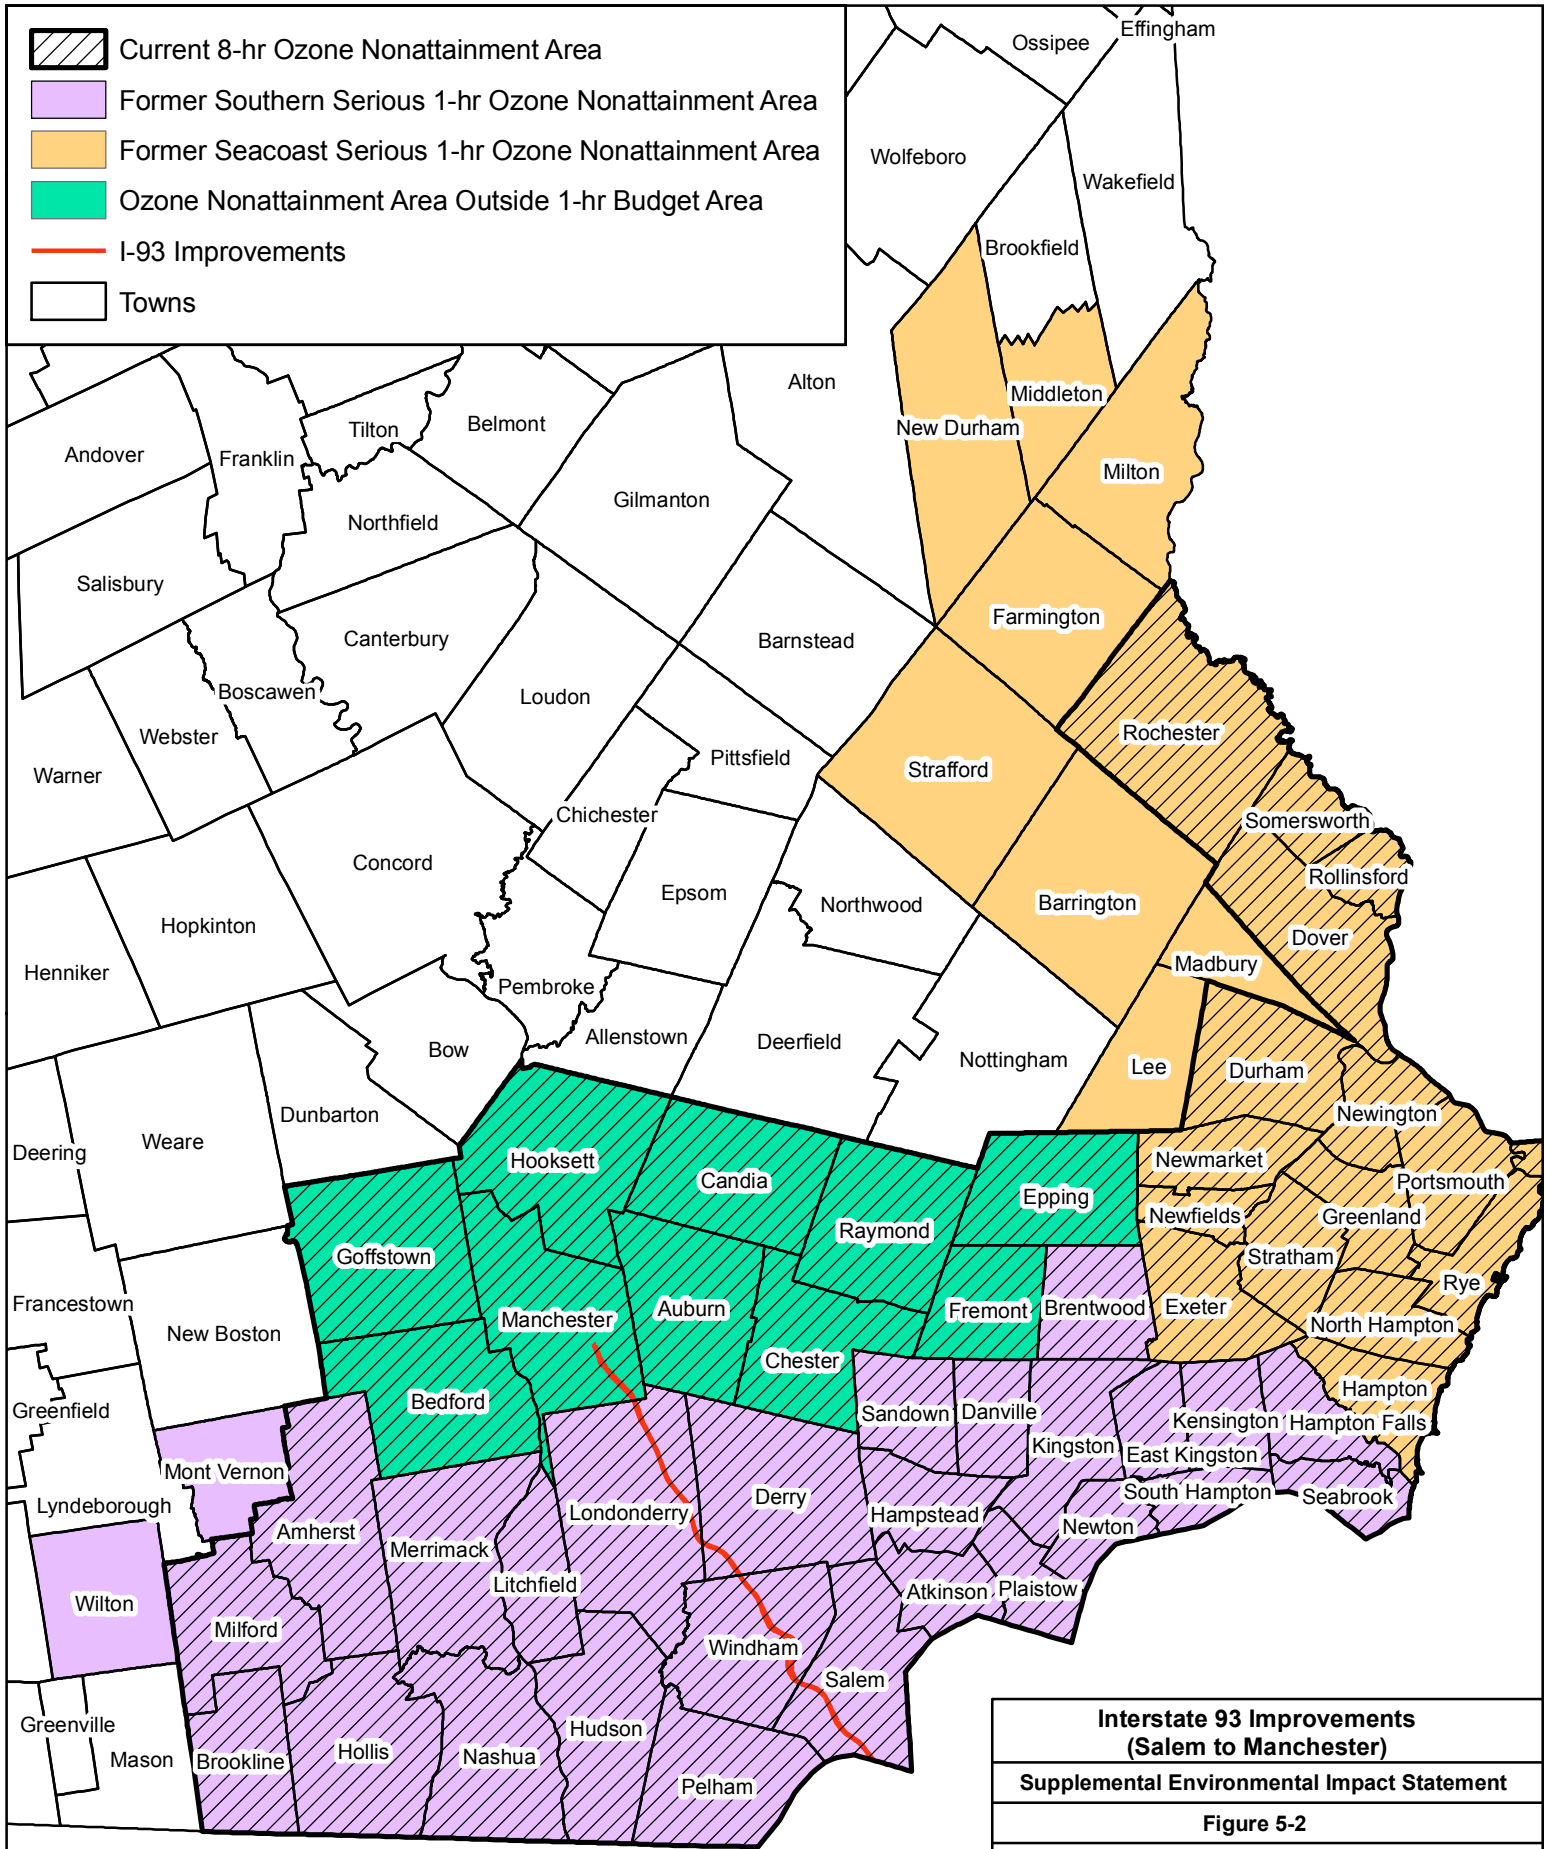 Current 8-hr Ozone Nonattainment Area
Former Southern Serious 1-hr Ozone Nonattainment Area
Former Seacoast Serious 1-hr Ozone Nonattainment Area
Ozone Nonattainment Area Outside 1-hr Budget Area
I-93 Improvements
Towns
Effingham
Ossipee
Wolfeboro
Wakefield
Brookfield
Alton
Middleton
New Durham
Milton
Tilton
Belmont
Andover
Franklin
Gilmanton
Northfield
Salisbury
Farmington
Canterbury
Barnstead
Boscawen
Loudon
Webster
Rochester
Pittsfield
Strafford
Warner
Chichester
Somersworth
Concord
Rollinsford
Epsom
Northwood
Barrington
Hopkinton
Dover
Henniker
Madbury
Pembroke
Allenstown
Deerfield
Bow
Nottingham
Lee
Durham
Dunbarton
Newington
Weare
Deering
Hooksett
Newmarket
Candia
Portsmouth
Epping
Newfields
Greenland
Raymond
Goffstown
Stratham
Rye
Francestown
Auburn
Fremont
Brentwood
Exeter
Manchester
North Hampton
New Boston
Chester
Hampton
Bedford
Greenfield
Sandown
Danville
Kensington
Hampton Falls
Kingston
East Kingston
Mont Vernon
South Hampton
Seabrook
Derry
Lyndeborough
Londonderry
Hampstead
Newton
Amherst
Merrimack
Litchfield
Atkinson
Plaistow
Wilton
Milford
Windham
Salem
Greenville
Hudson
Mason
Brookline
Hollis
Nashua
Pelham
Interstate 93 Improvements
(Salem to Manchester)
Supplemental Environmental Impact Statement
Figure 5-2